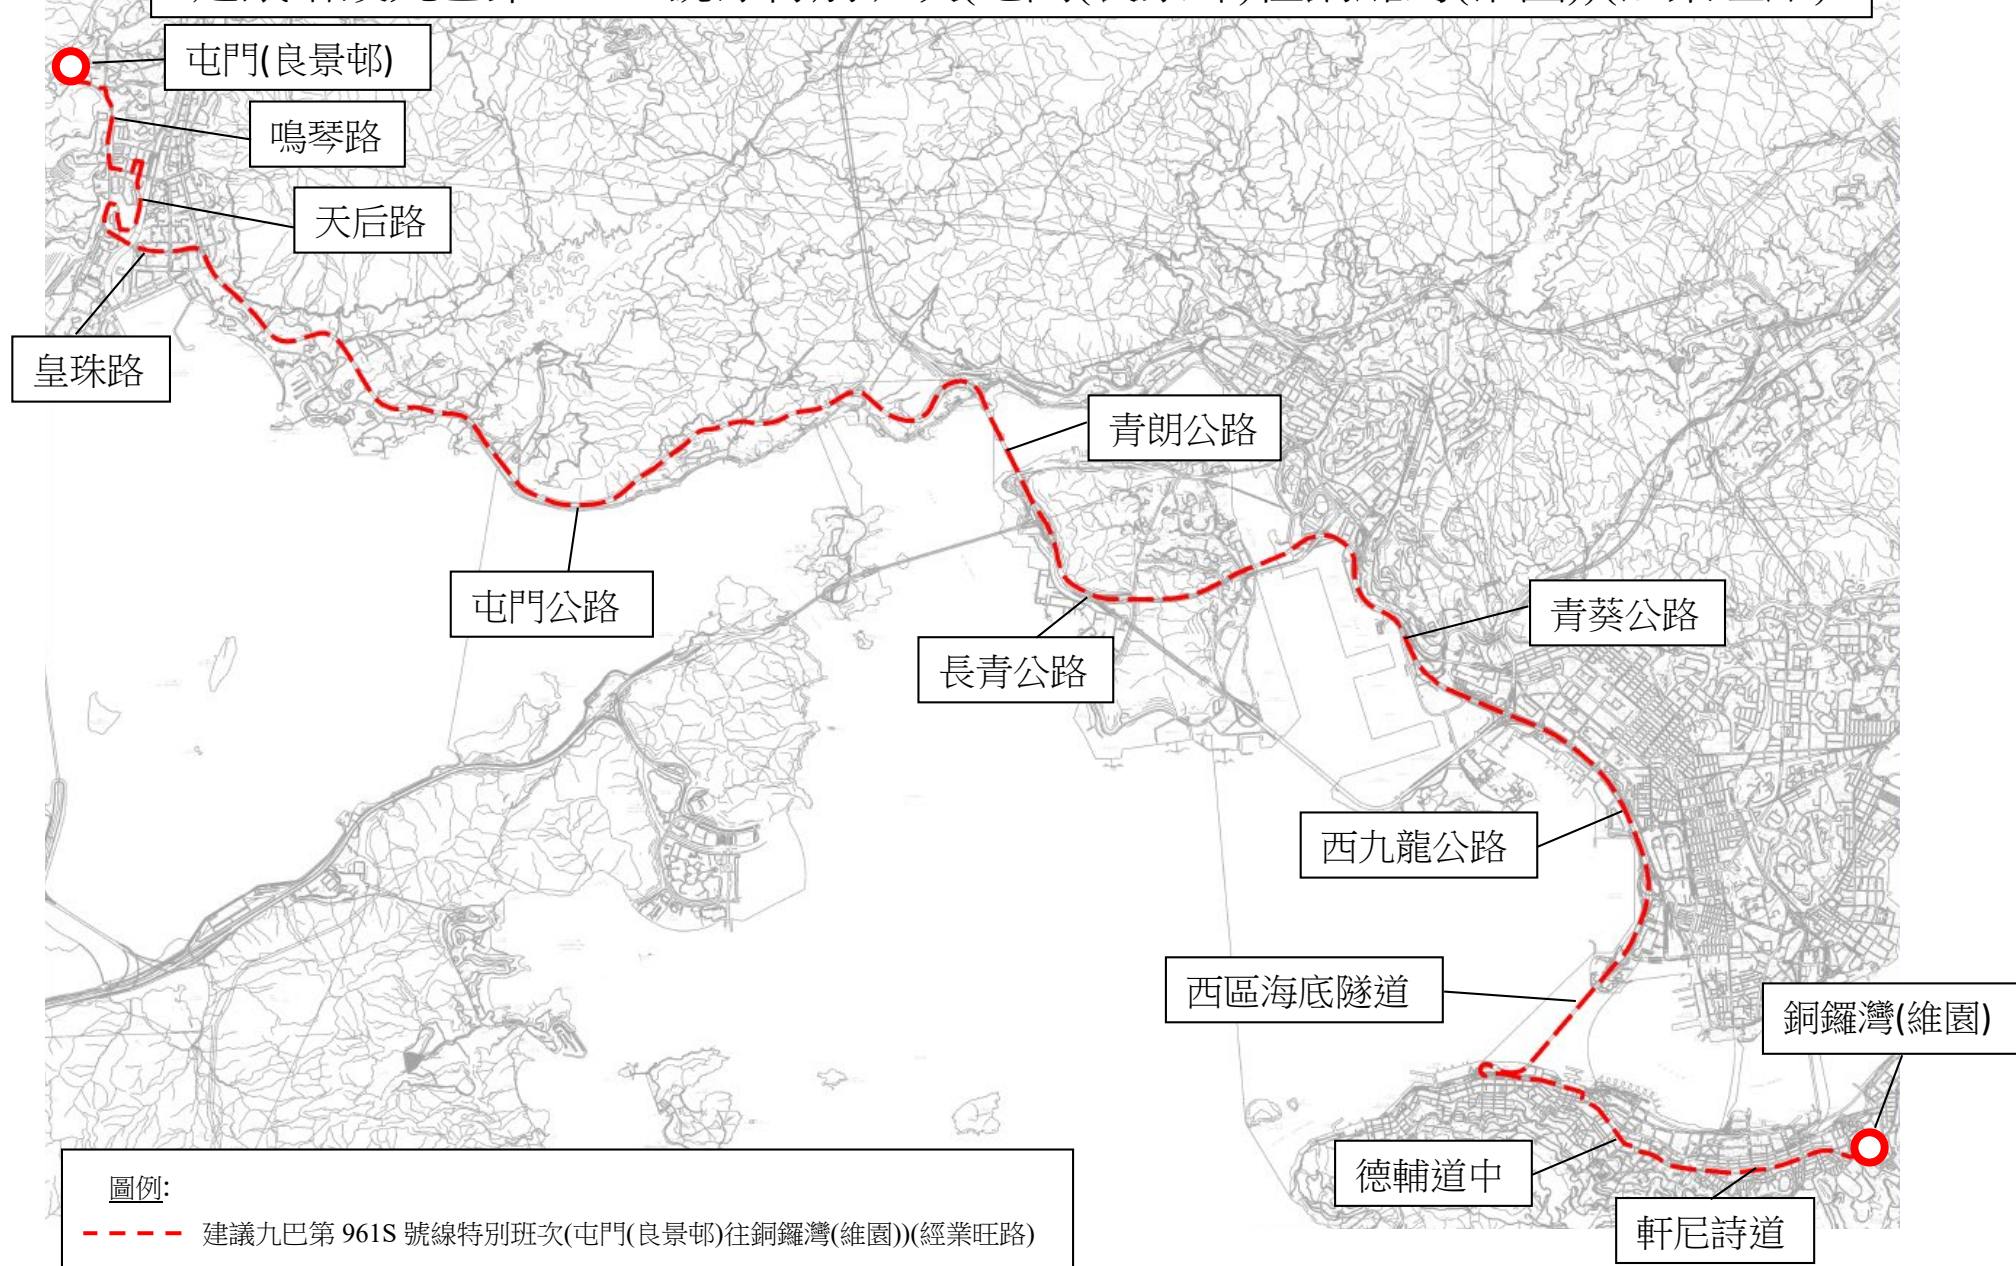 屯門(良景邨)
鳴琴路
天后路
皇珠路
青朗公路
屯門公路
青葵公路
長青公路
西九龍公路
西區海底隧道
銅鑼灣(維園)
德輔道中
軒尼詩道
圖例:
建議九巴第 961S 號線特別班次(屯門(良景邨)往銅鑼灣(維園))(經業旺路)